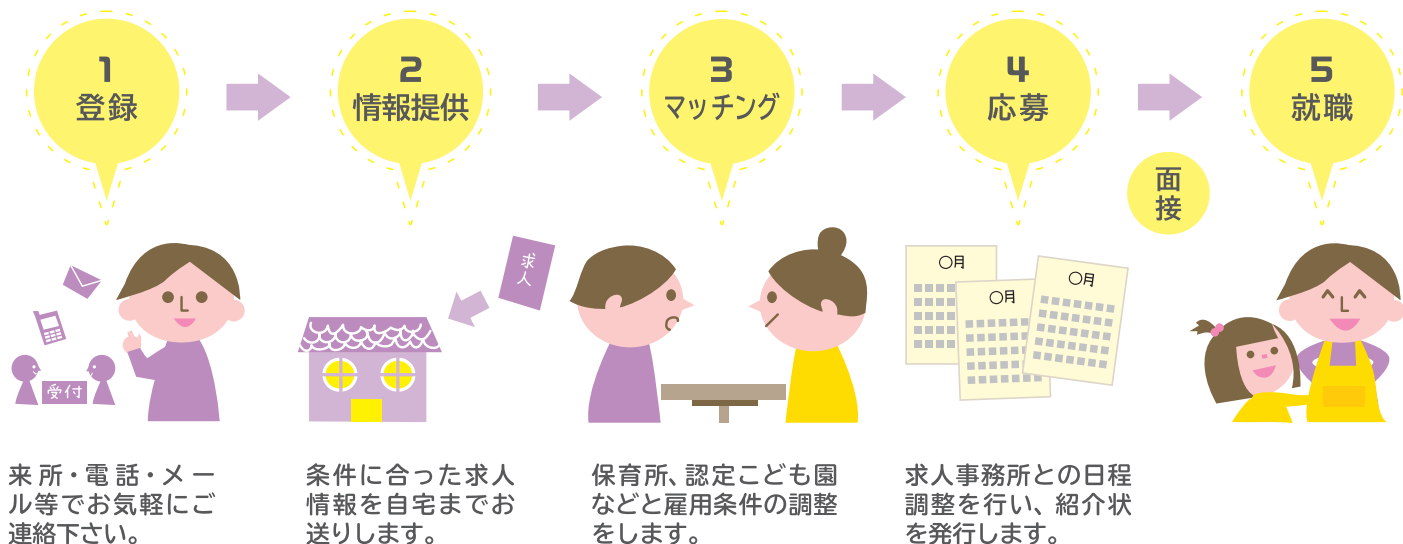 1
登録
2
情報提供
3
マッチング
4
応募
面接
5
就職
受付
求人
〇月
〇月
〇月
来所・電話・メー
ル等でお気軽にご
連絡下さい。
条件に合った求人
情報を自宅までお
送りします。
保育所、認定こども園
などと雇用条件の調整
をします。
求人事務所との日程
調整を行い、紹介状
を発行します。